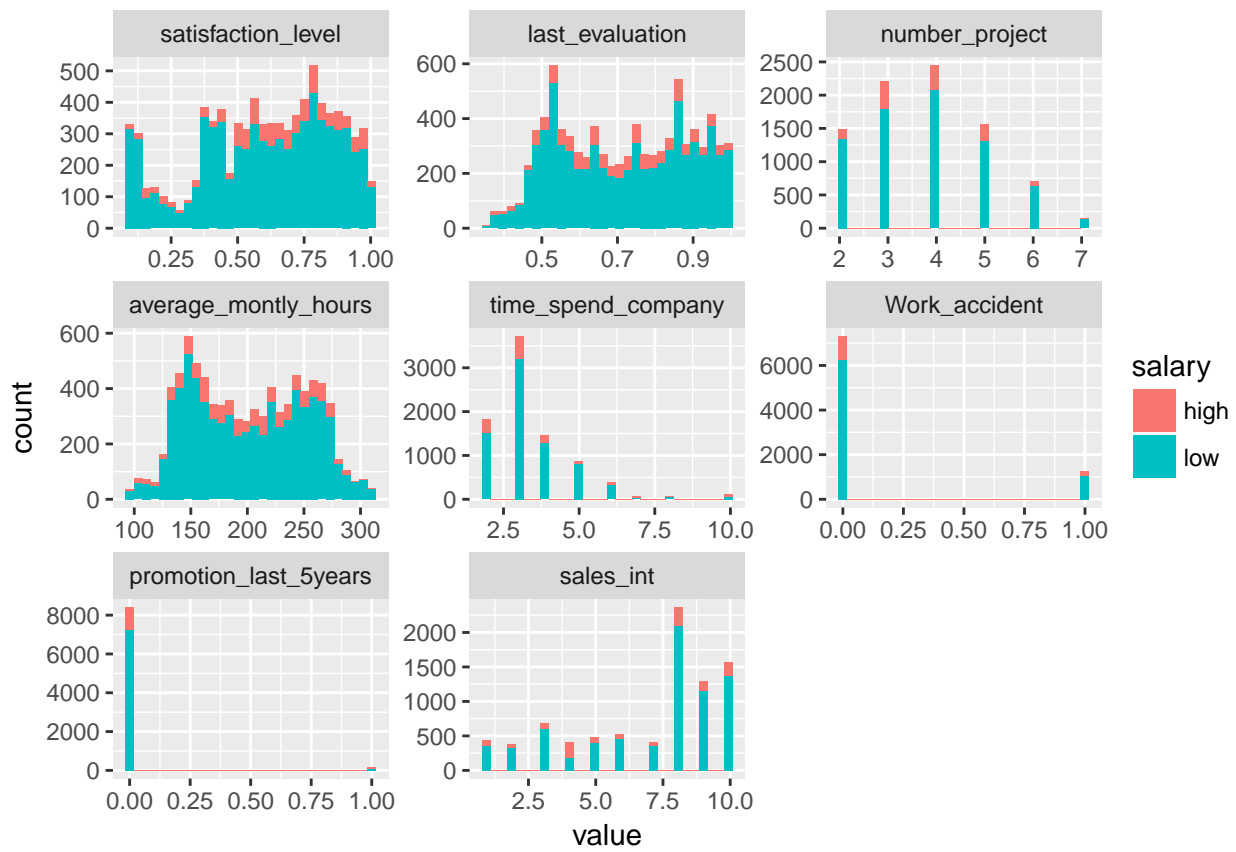 satisfaction_level
last_evaluation
number_project
500
400
300
200
100
0
0.25 0.50 0.75 1.00
600
400
200
0
0.5 0.7 0.9
2500
2000
1500
1000
500
0
2 3 4 5 6 7
average_montly_hours
time_spend_company
Work_accident
600
400
200
0
100 150 200 250 300
3000
2000
1000
0
2.5 5.0 7.5 10.0
6000
4000
2000
0
0.00 0.25 0.50 0.75 1.00
promotion_last_5years
sales_int
8000
6000
4000
2000
0
0.00 0.25 0.50 0.75 1.00
2000
1500
1000
500
0
2.5 5.0 7.5 10.0
count
value
salary
high
low